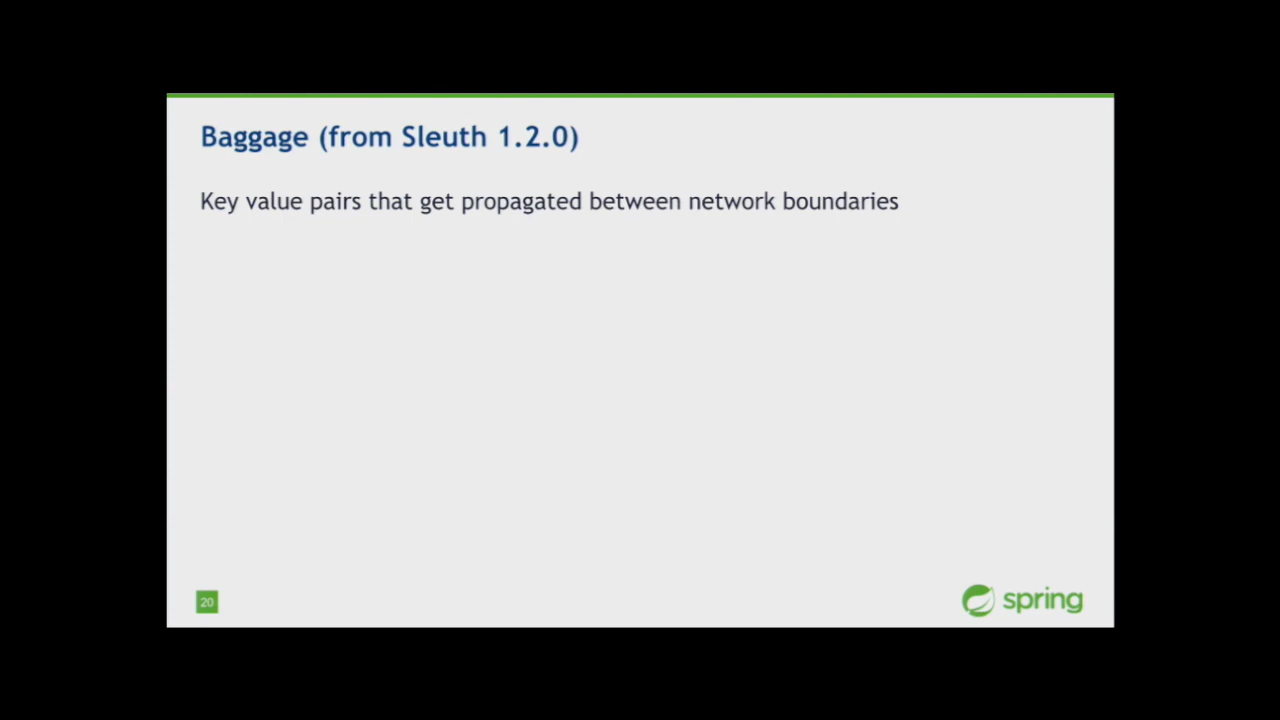 Baggage (from Sleuth 1.2.0)
Key value pairs that get propagated between network boundaries
20
spring